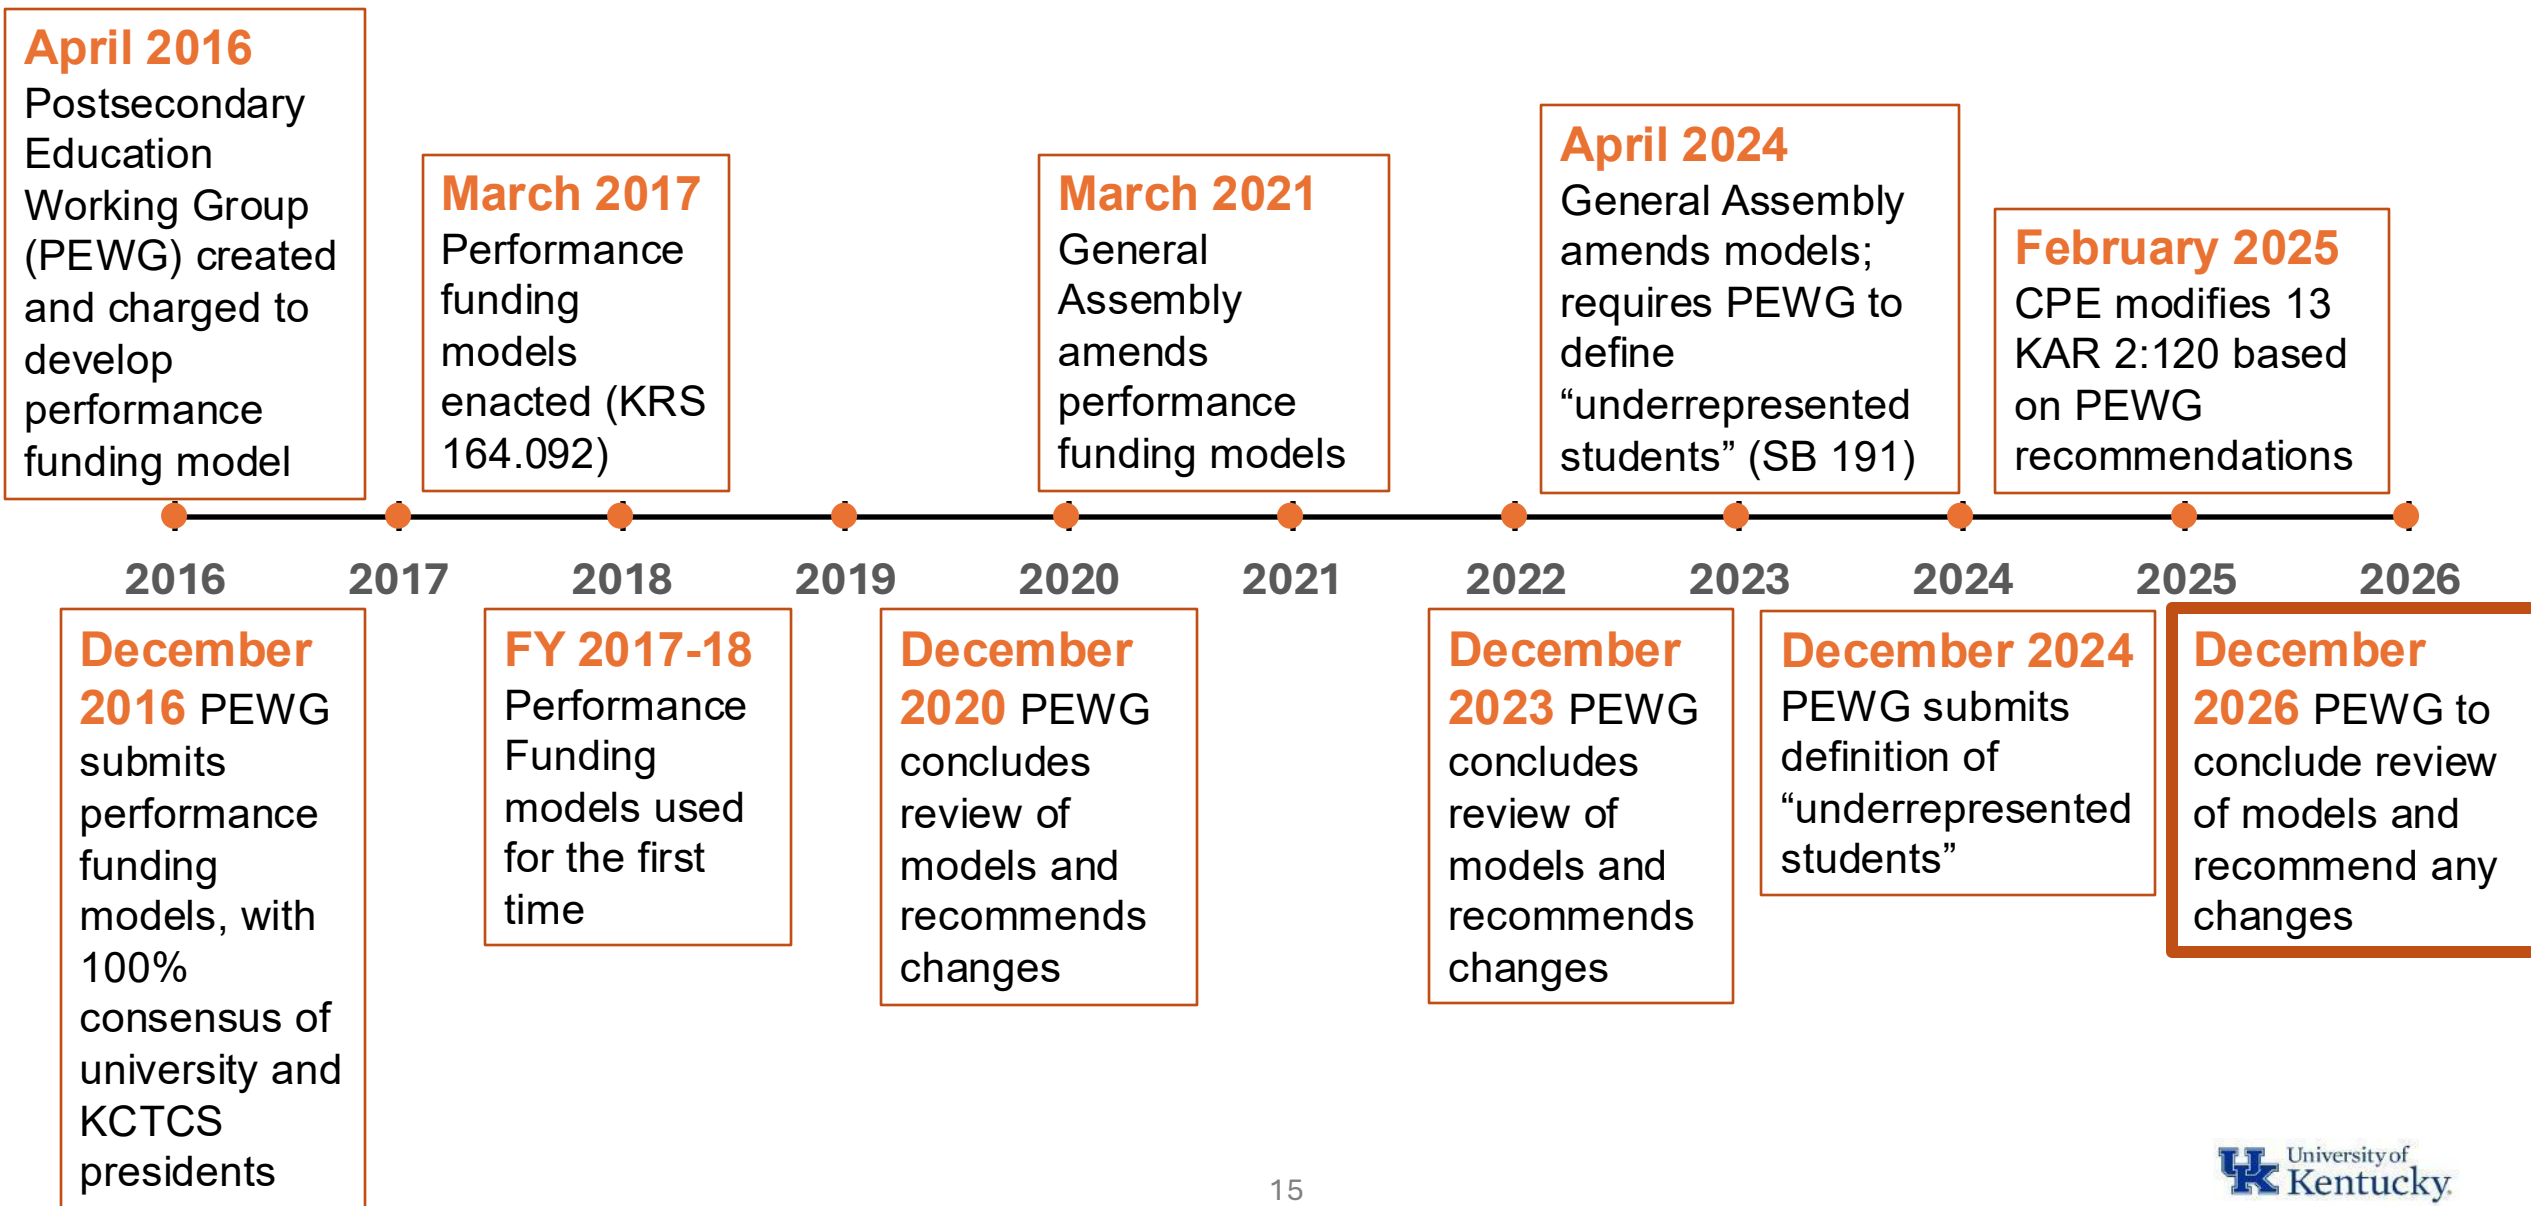 April 2016
Postsecondary
Education
Working Group
(PEWG) created
and charged to
develop
performance
funding model
March 2017
Performance
funding
models
enacted (KRS
164.092)
March 2021
General
Assembly
amends
performance
funding models
April 2024
General Assembly
amends models;
requires PEWG to
define
“underrepresented
students” (SB 191)
February 2025
CPE modifies 13
KAR 2:120 based
on PEWG
recommendations
2016 2017 2018 2019 2020 2021 2022 2023 2024 2025 2026
December
2016 PEWG
submits
performance
funding
models, with
100%
consensus of
university and
KCTCS
presidents
FY 2017-18
Performance
Funding
models used
for the first
time
December
2020 PEWG
concludes
review of
models and
recommends
changes
December
2023 PEWG
concludes
review of
models and
recommends
changes
December 2024
PEWG submits
definition of
“underrepresented
students”
December
2026 PEWG to
conclude review
of models and
recommend any
changes
15
UK
University of
Kentucky.